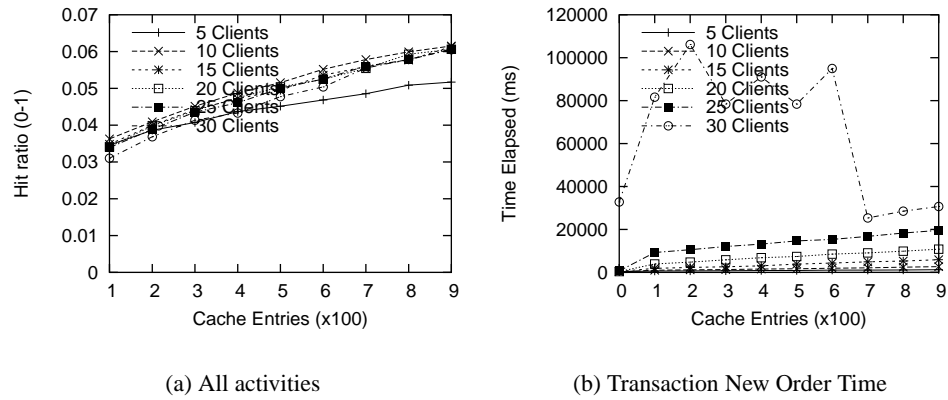 0.07
0.06
0.05
0.04
0.03
0.02
0.01
0
Hit ratio (0-1)
5 Clients
10 Clients
15 Clients
20 Clients
25 Clients
30 Clients
1 2 3 4 5 6 7 8 9
Cache Entries (x100)
(a) All activities
120000
100000
80000
60000
40000
20000
0
Time Elapsed (ms)
5 Clients
10 Clients
15 Clients
20 Clients
25 Clients
30 Clients
0 1 2 3 4 5 6 7 8 9
Cache Entries (x100)
(b) Transaction New Order Time